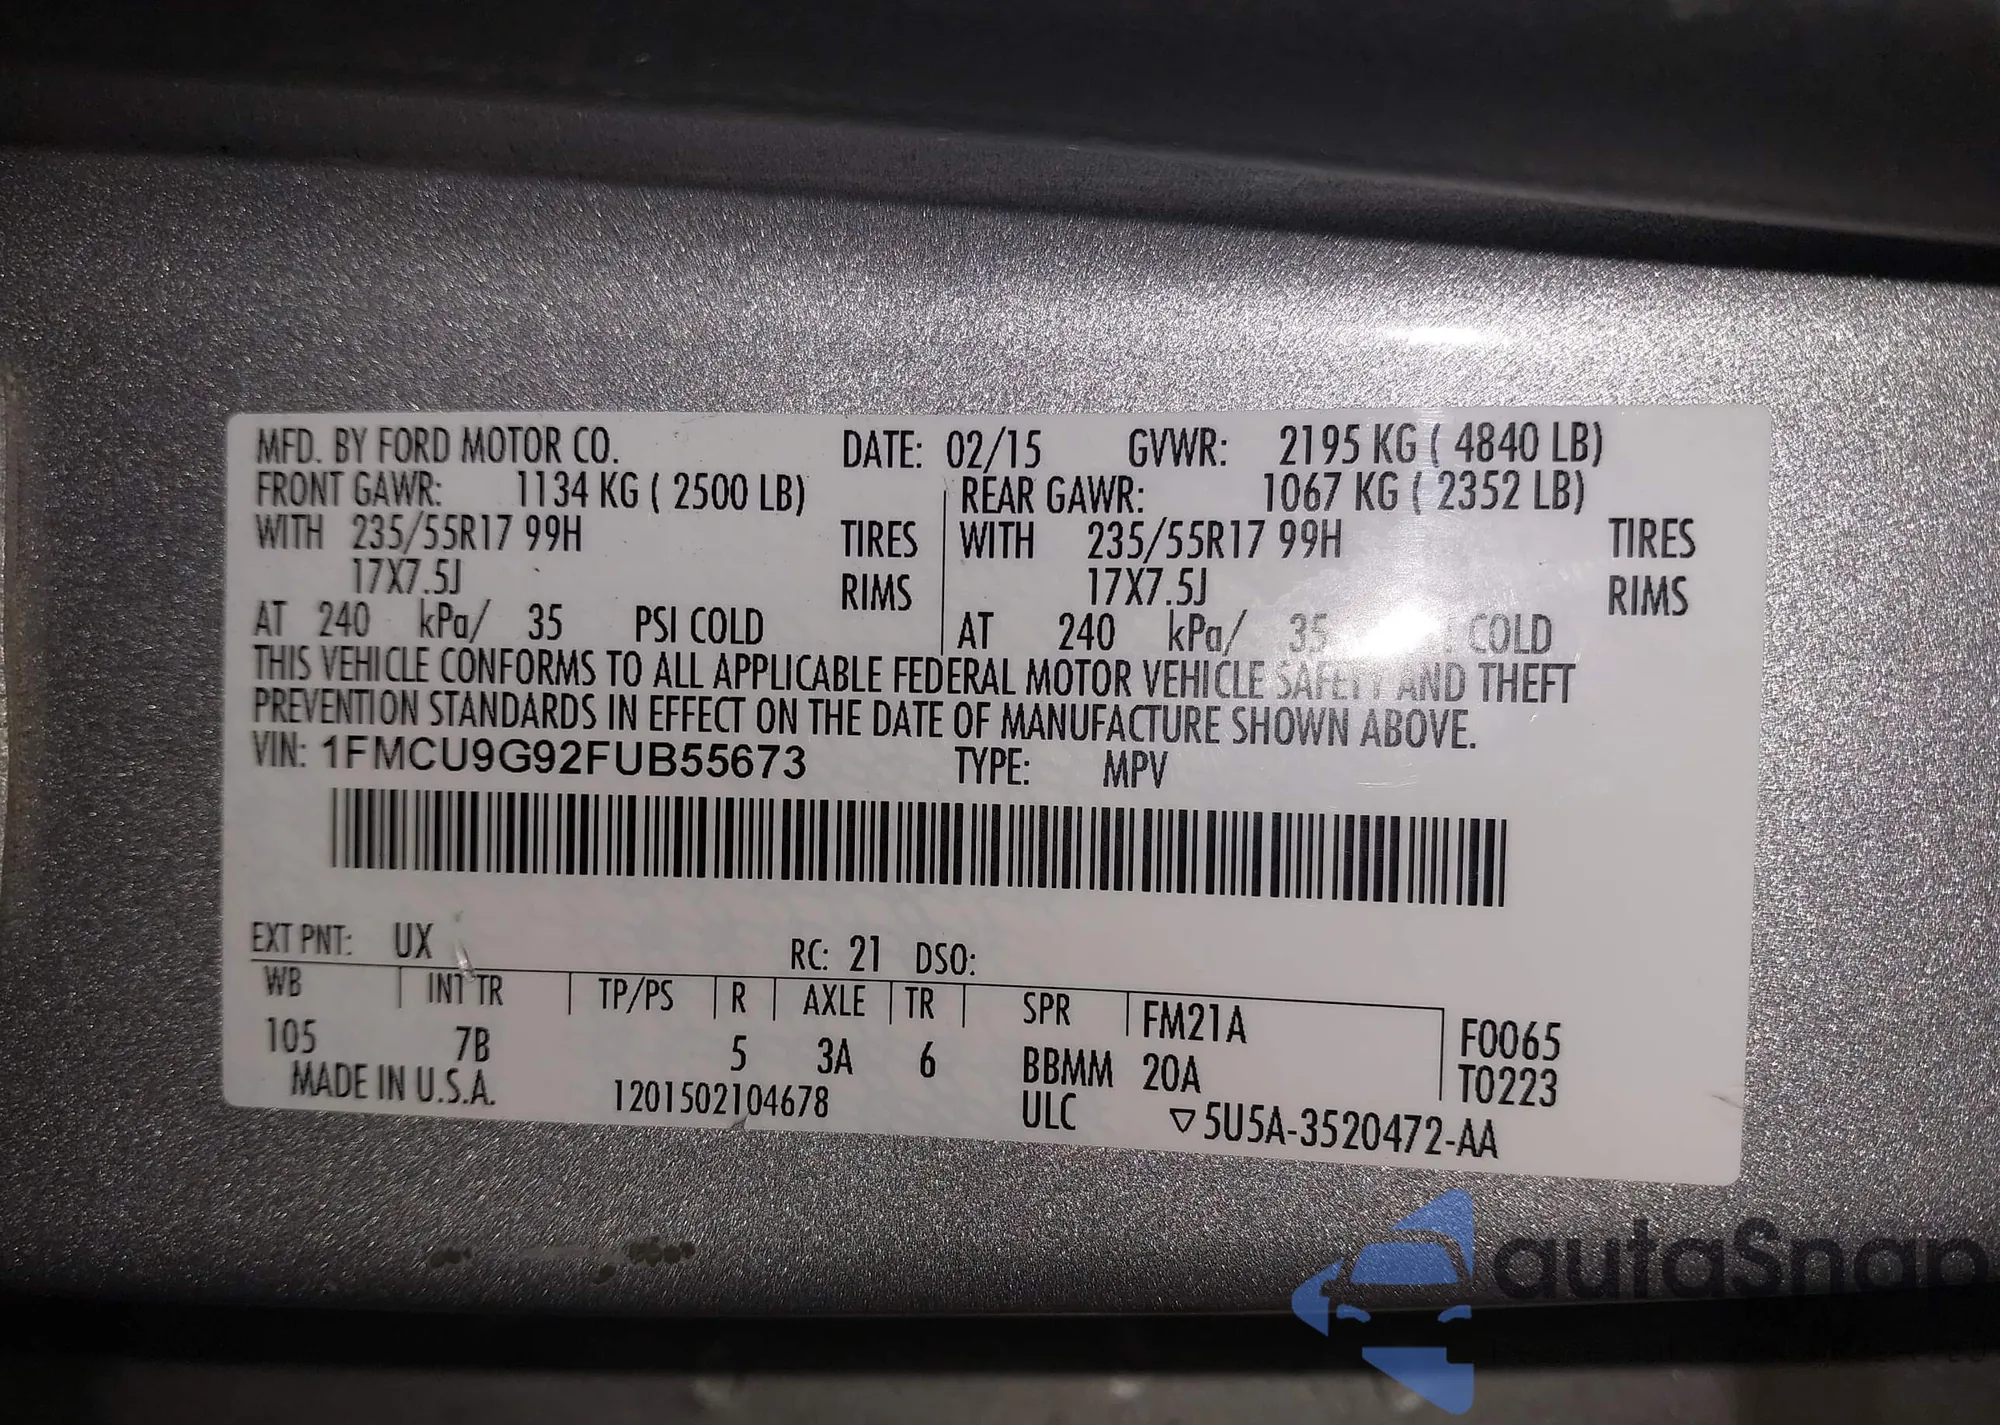 MFD. BY FORD MOTOR CO. DATE: 02/15 GVWR: 2195 KG ( 4840 LB)
FRONT GAWR: 1134 KG ( 2500 LB) REAR GAWR: 1067 KG ( 2352 LB)
WITH 235/55R17 99H TIRES WITH 235/55R17 99H TIRES
17X7.5J RIMS 17X7.5J RIMS
AT 240 kPa/ 35 PSI COLD AT 240 kPa/ 35 COLD
THIS VEHICLE CONFORMS TO ALL APPLICABLE FEDERAL MOTOR VEHICLE SAFETY AND THEFT
PREVENTION STANDARDS IN EFFECT ON THE DATE OF MANUFACTURE SHOWN ABOVE.
VIN: 1FMCU9G92FUB55673 TYPE: MPV
EXT PNT: UX RC: 21 DSO:
WB INT TR TP/PS R AXLE TR SPR FM21A F0065
105 7B 5 3A 6 BBMM 20A T0223
MADE IN U.S.A. 1201502104678 ULC ▽5U5A-3520472-AA
autaSnap